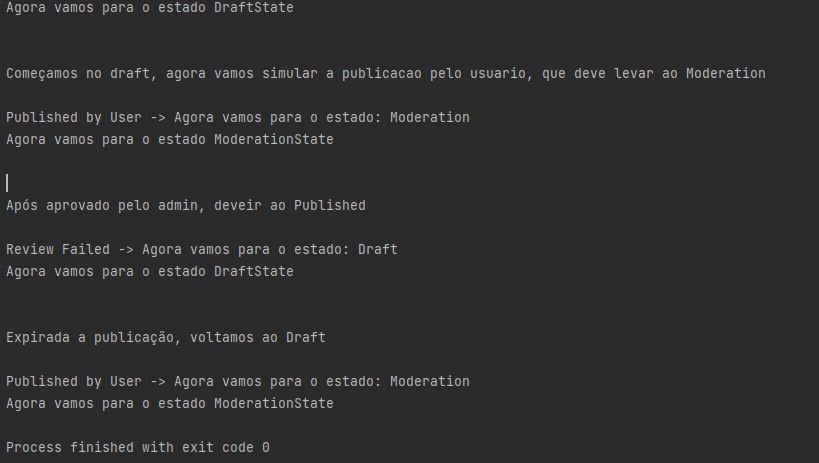 Agora vamos para o estado DraftState
Começamos no draft, agora vamos simular a publicacao pelo usuario, que deve levar ao Moderation
Published by User -> Agora vamos para o estado: Moderation
Agora vamos para o estado ModerationState
Após aprovado pelo admin, deveir ao Published
Review Failed -> Agora vamos para o estado: Draft
Agora vamos para o estado DraftState
Expirada a publicação, voltamos ao Draft
Published by User -> Agora vamos para o estado: Moderation
Agora vamos para o estado ModerationState
Process finished with exit code 0